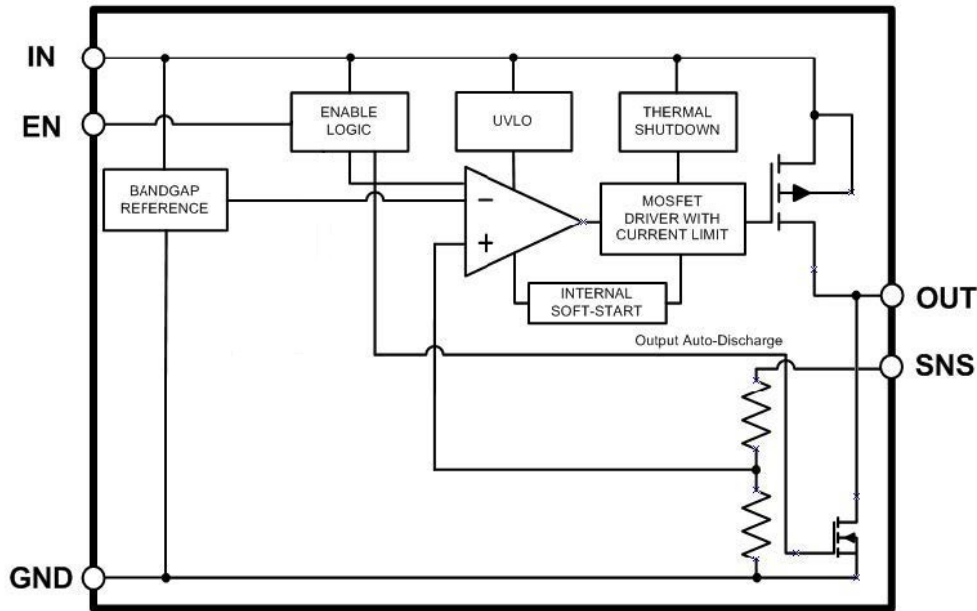 IN
EN
ENABLE
LOGIC
UVLO
THERMAL
SHUTDOWN
BANDGAP
REFERENCE
−
+
MOSFET
DRIVER WITH
CURRENT LIMIT
INTERNAL
SOFT-START
OUT
Output Auto-Discharge
SNS
GND